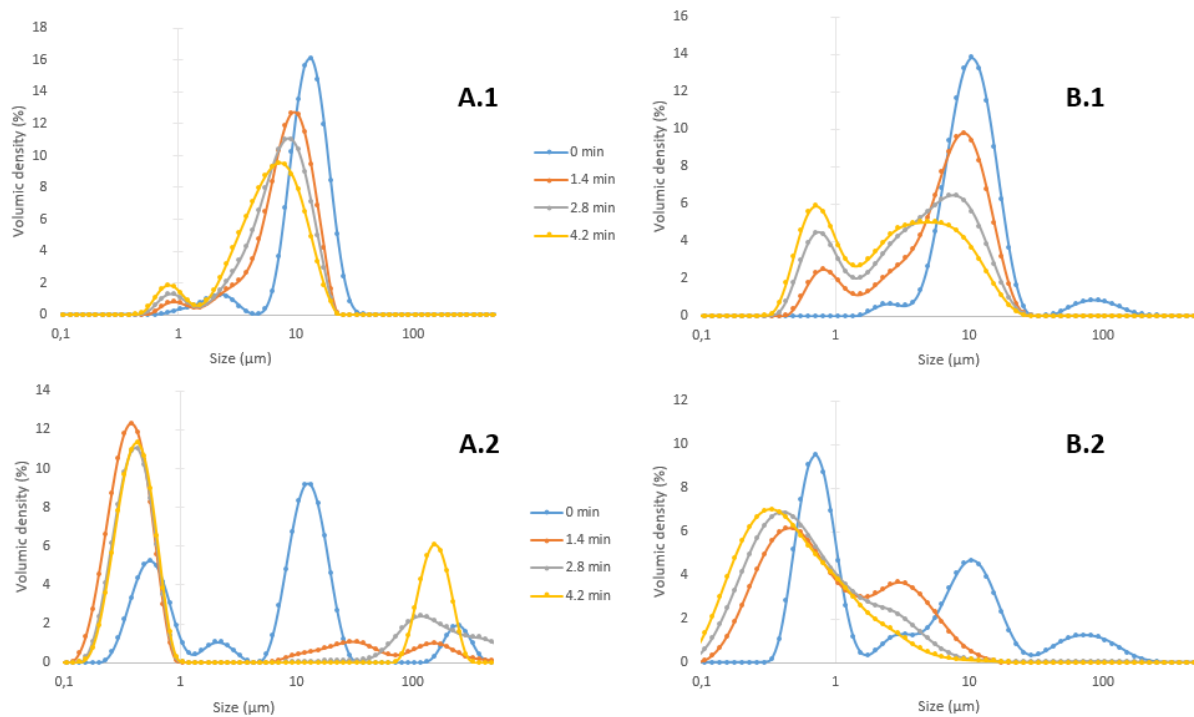 A.1
Volumic density (%)
18
16
14
12
10
8
6
4
2
0
0,1
1
10
100
Size (µm)
0 min
1.4 min
2.8 min
4.2 min
B.1
Volumic density (%)
16
14
12
10
8
6
4
2
0
0,1
1
10
100
Size (µm)
A.2
Volumic density (%)
14
12
10
8
6
4
2
0
0,1
1
10
100
Size (µm)
0 min
1.4 min
2.8 min
4.2 min
B.2
Volumic density (%)
12
10
8
6
4
2
0
0,1
1
10
100
Size (µm)